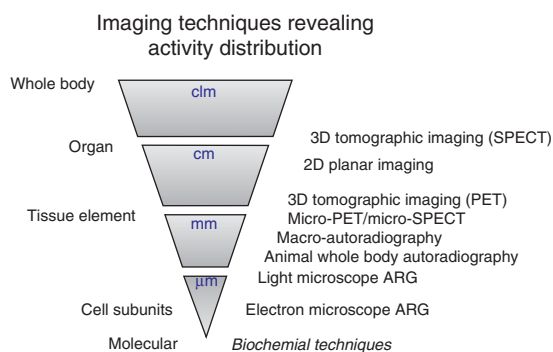 Imaging techniques revealing
activity distribution
Whole body
clm
3D tomographic imaging (SPECT)
Organ
cm
2D planar imaging
3D tomographic imaging (PET)
Tissue element
Micro-PET/micro-SPECT
mm
Macro-autoradiography
Animal whole body autoradiography
Light microscope ARG
μm
Cell subunits
Electron microscope ARG
Molecular
Biochemial techniques